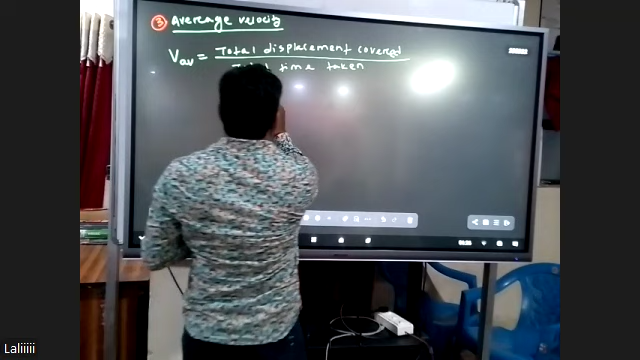 ③ Average velocity
Vav = Total displacement covered
time taken
Laliiiii